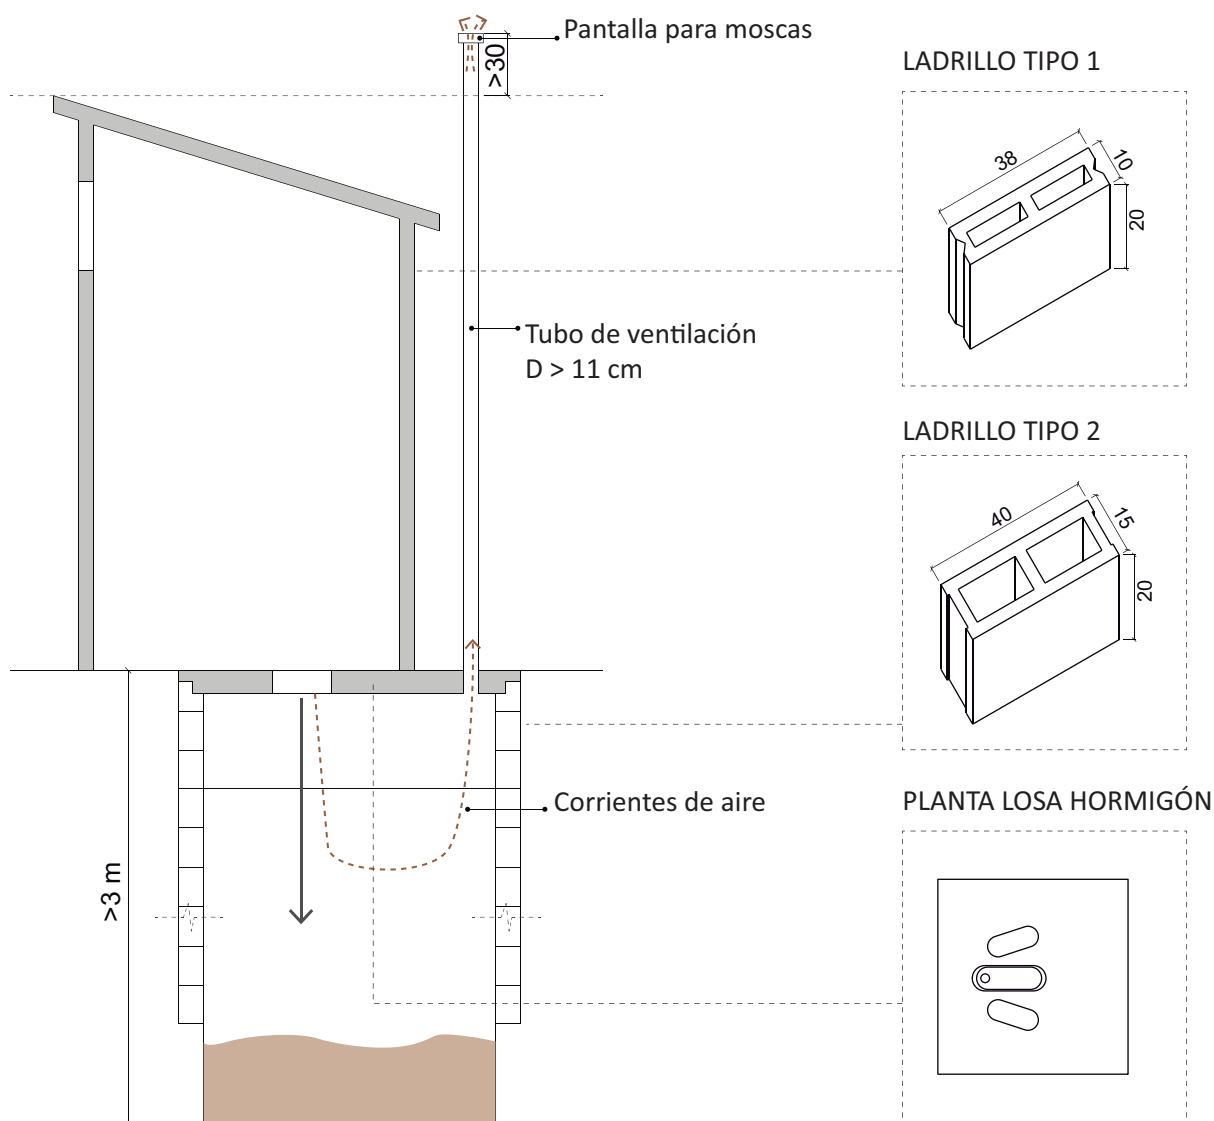 Pantalla para moscas
>30
Tubo de ventilación
D > 11 cm
Corrientes de aire
>3 m
LADRILLO TIPO 1
38
10
20
LADRILLO TIPO 2
40
15
20
PLANTA LOSA HORMIGÓN